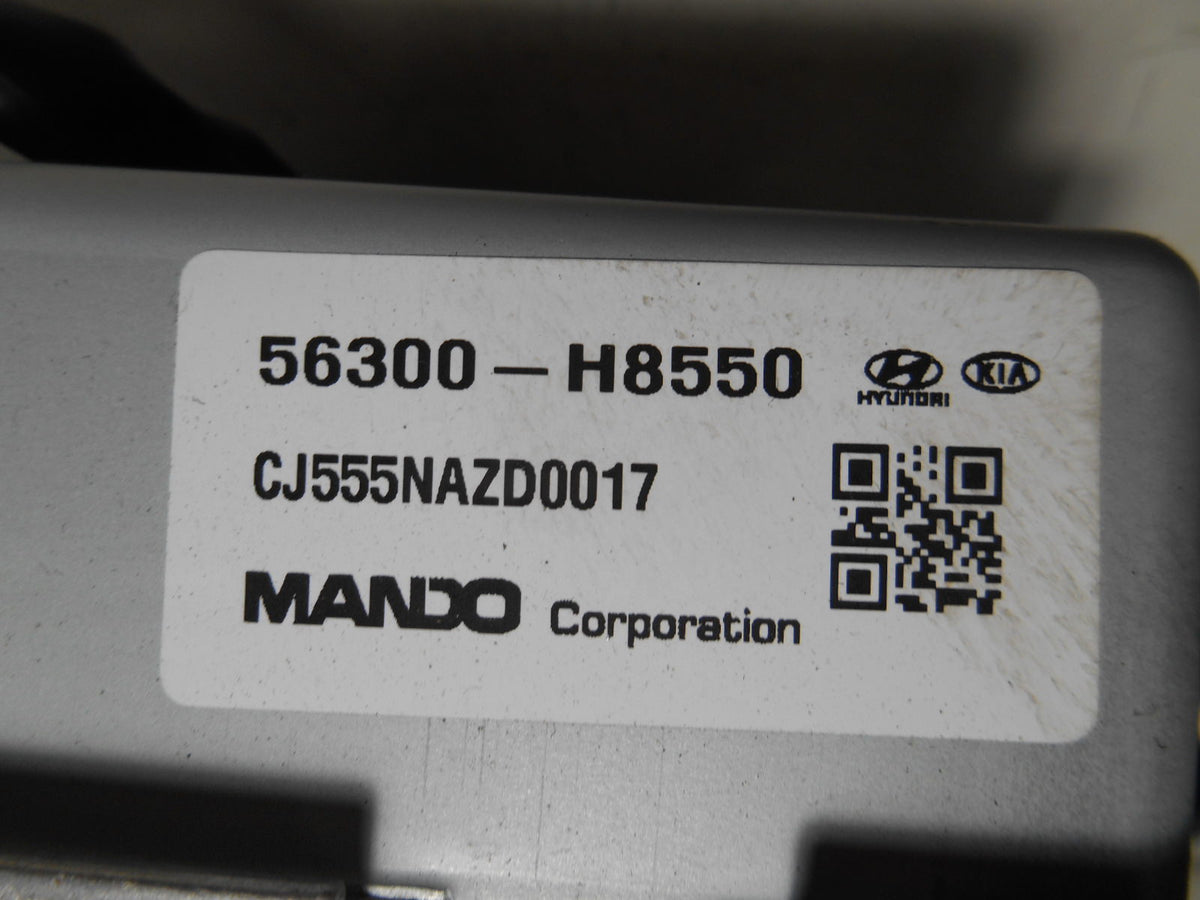 56300 – H8550
HYUNDAI
KIA
CJ555NAZD0017
MANDO Corporation